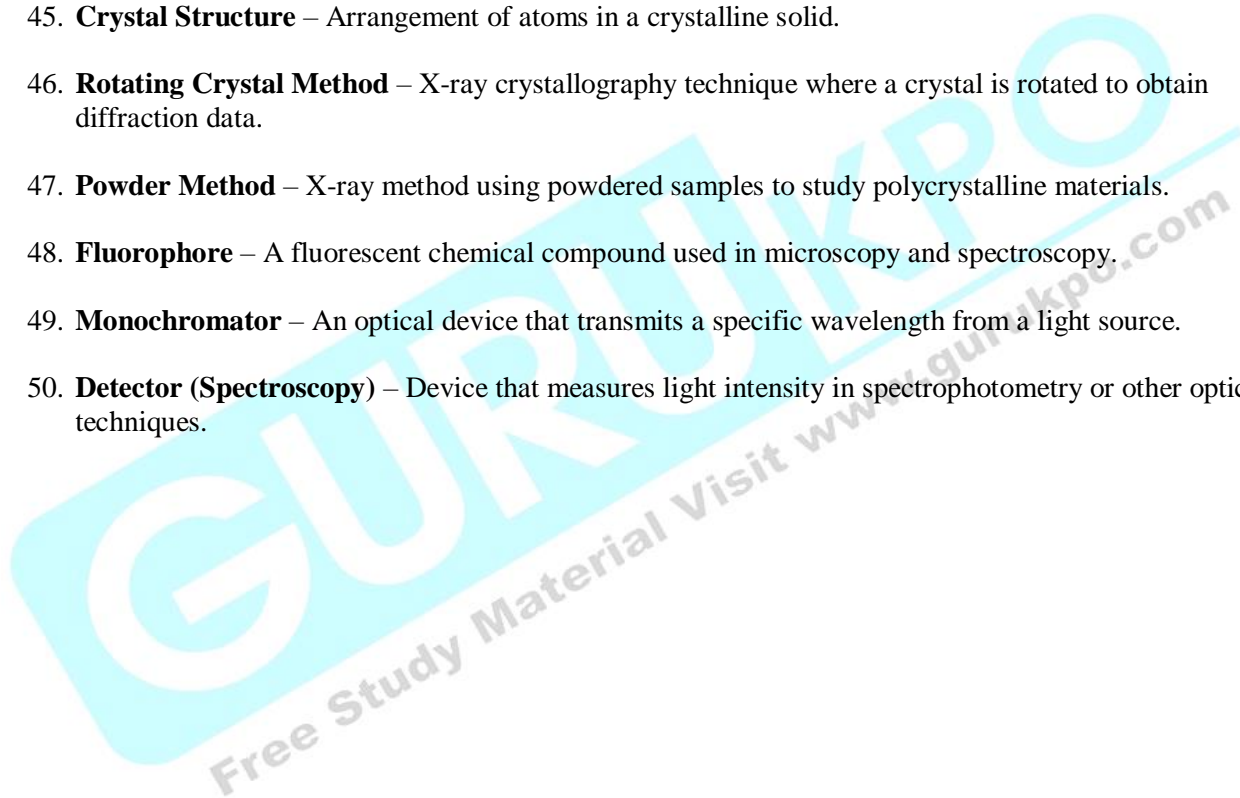 45. Crystal Structure – Arrangement of atoms in a crystalline solid.
46. Rotating Crystal Method – X-ray crystallography technique where a crystal is rotated to obtain
diffraction data.
47. Powder Method – X-ray method using powdered samples to study polycrystalline materials.
48. Fluorophore – A fluorescent chemical compound used in microscopy and spectroscopy.
49. Monochromator – An optical device that transmits a specific wavelength from a light source.
50. Detector (Spectroscopy) – Device that measures light intensity in spectrophotometry or other optic
techniques.
GURUKPO
Free Study Material Visit www.gurukpo.com